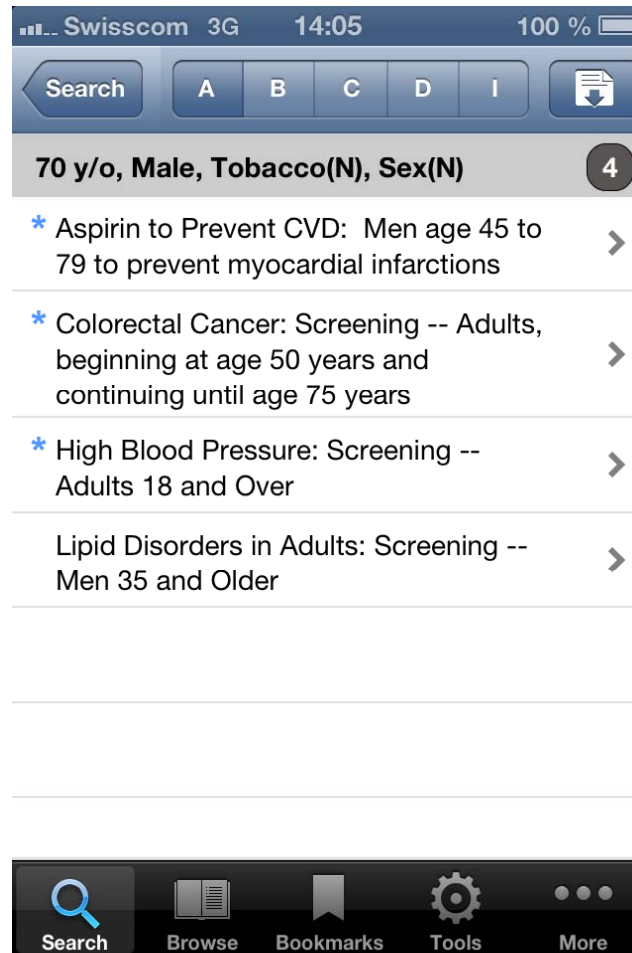 Swisscom 3G 14:05 100 %
Search A B C D I
70 y/o, Male, Tobacco(N), Sex(N) 4
* Aspirin to Prevent CVD: Men age 45 to
79 to prevent myocardial infarctions
* Colorectal Cancer: Screening -- Adults,
beginning at age 50 years and
continuing until age 75 years
* High Blood Pressure: Screening --
Adults 18 and Over
Lipid Disorders in Adults: Screening --
Men 35 and Older
Search Browse Bookmarks Tools More